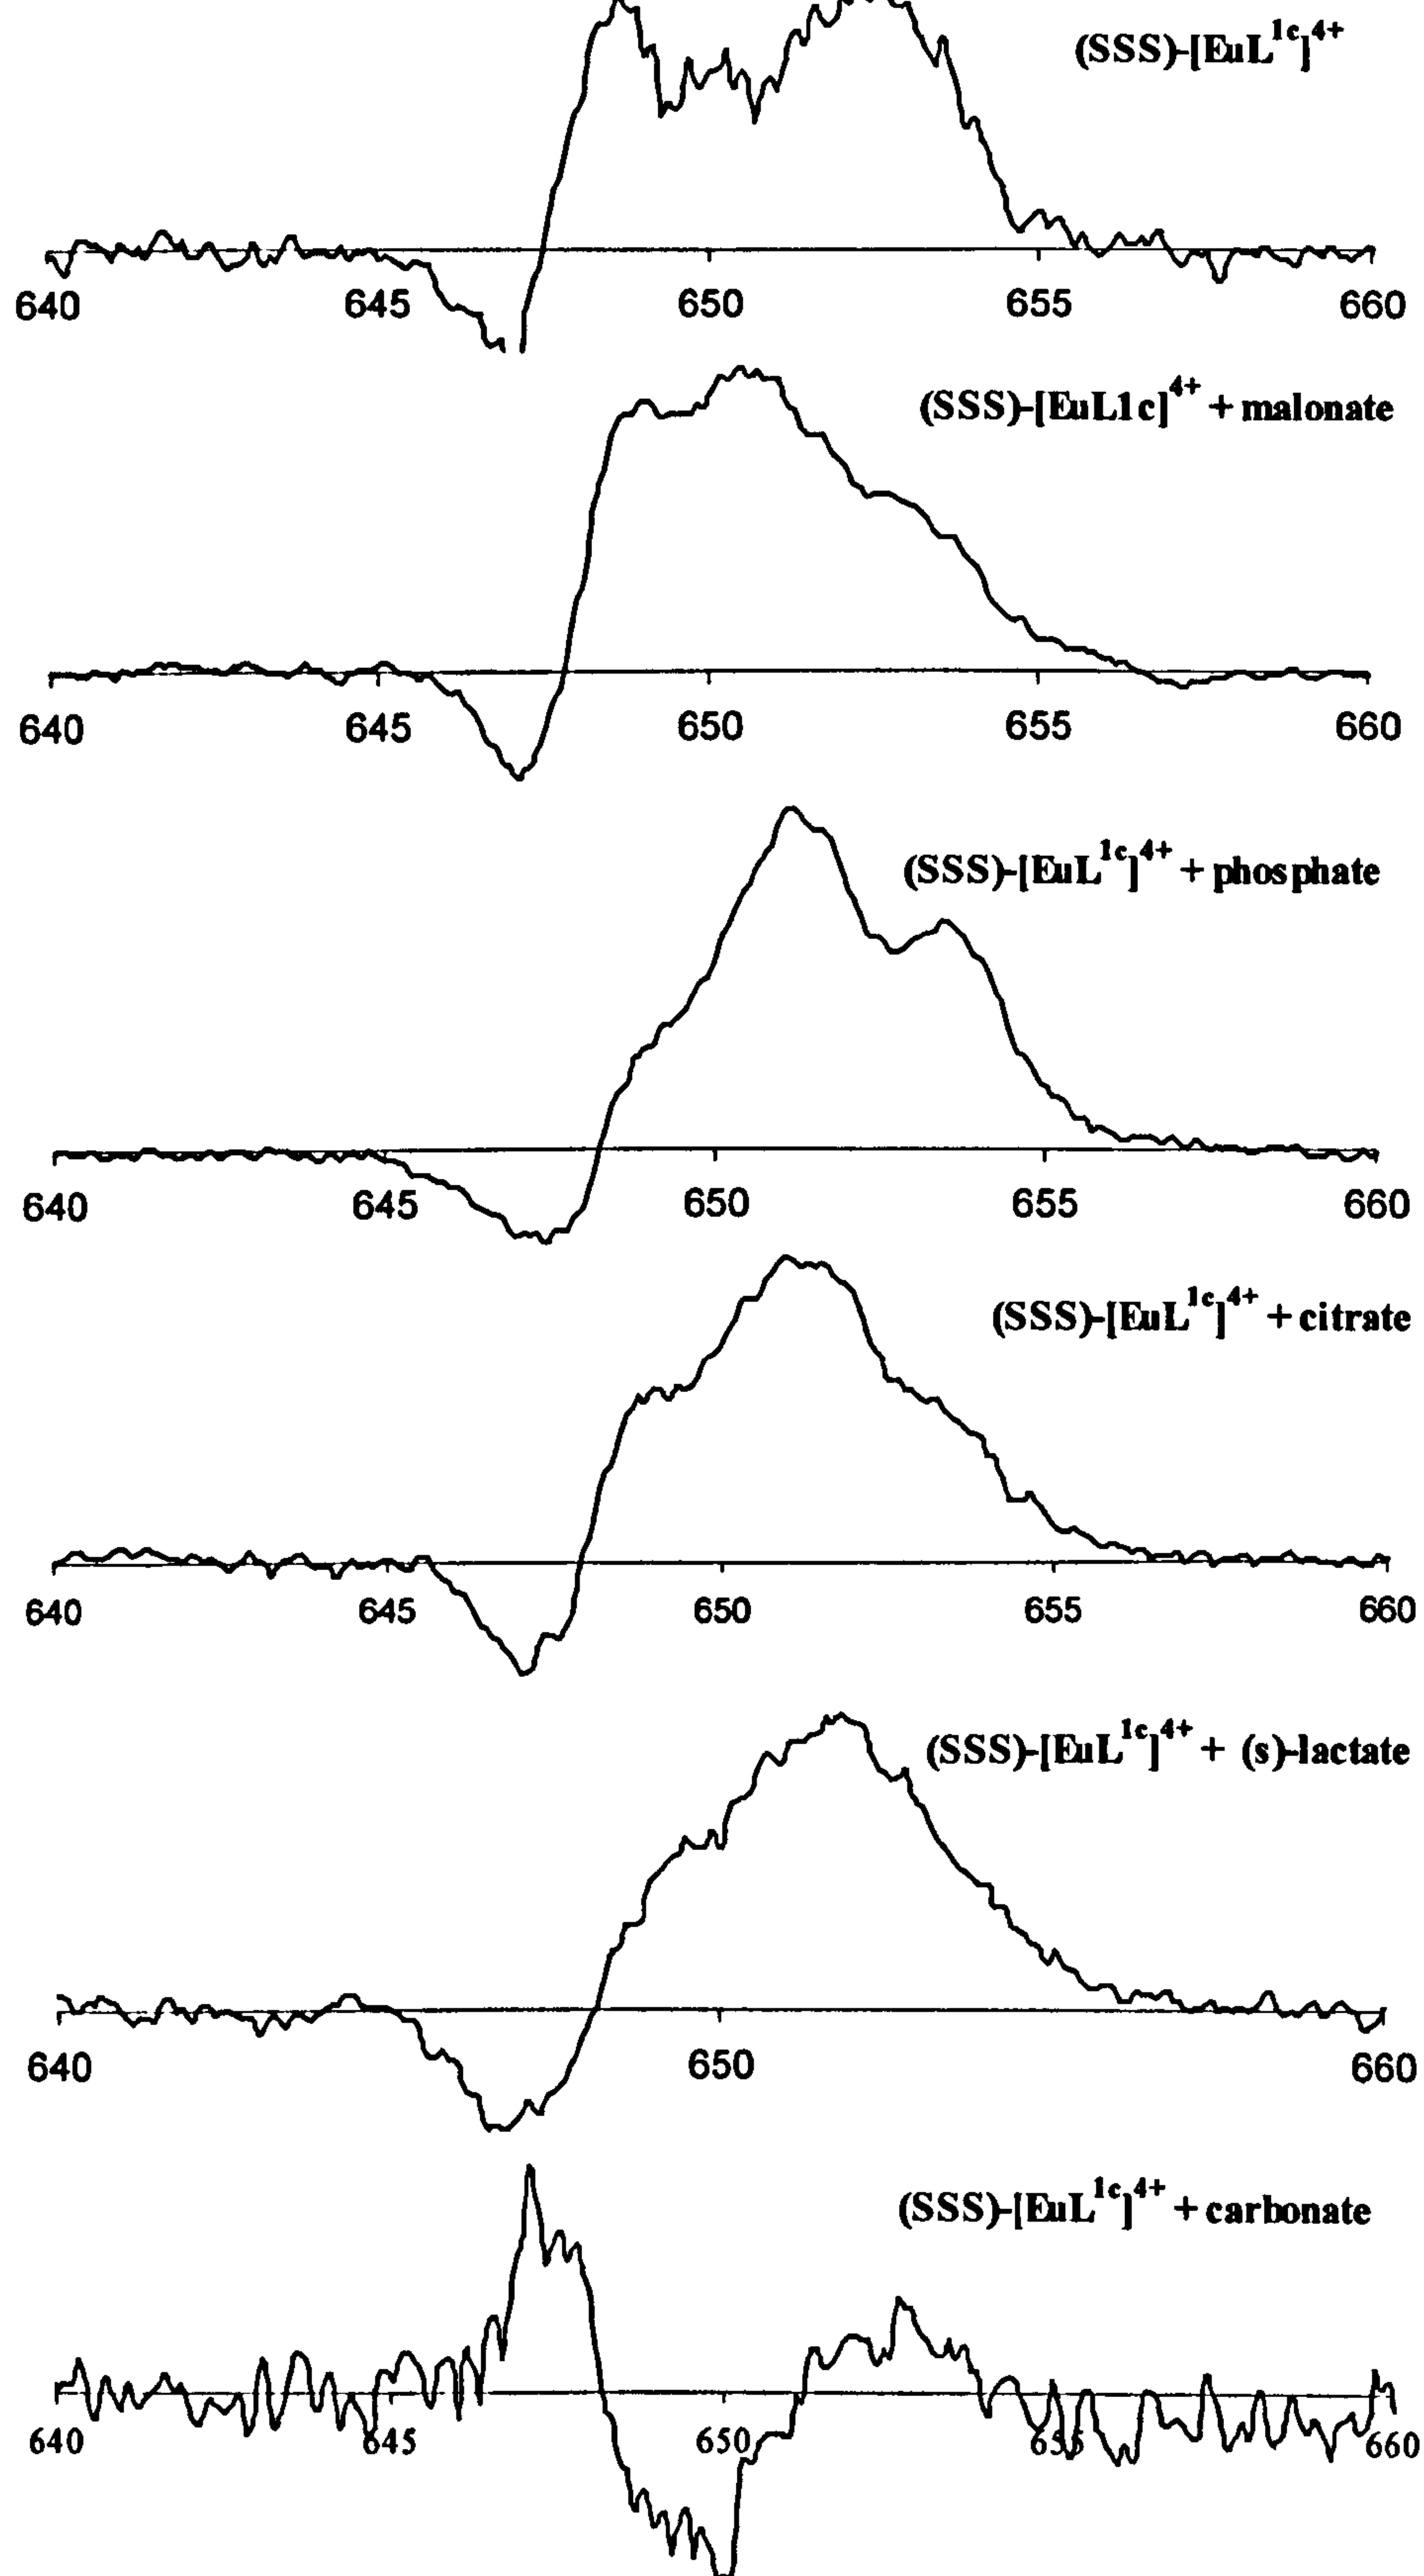 (SSS)-[EuL¹ᶜ]⁴⁺
640 645 650 655 660
(SSS)-[EuL1c]⁴⁺ + malonate
640 645 650 655 660
(SSS)-[EuL¹ᶜ]⁴⁺ + phosphate
640 645 650 655 660
(SSS)-[EuL¹ᶜ]⁴⁺ + citrate
640 645 650 655 660
(SSS)-[EuL¹ᶜ]⁴⁺ + (s)-lactate
640 650 660
(SSS)-[EuL¹ᶜ]⁴⁺ + carbonate
640 645 650 655 660